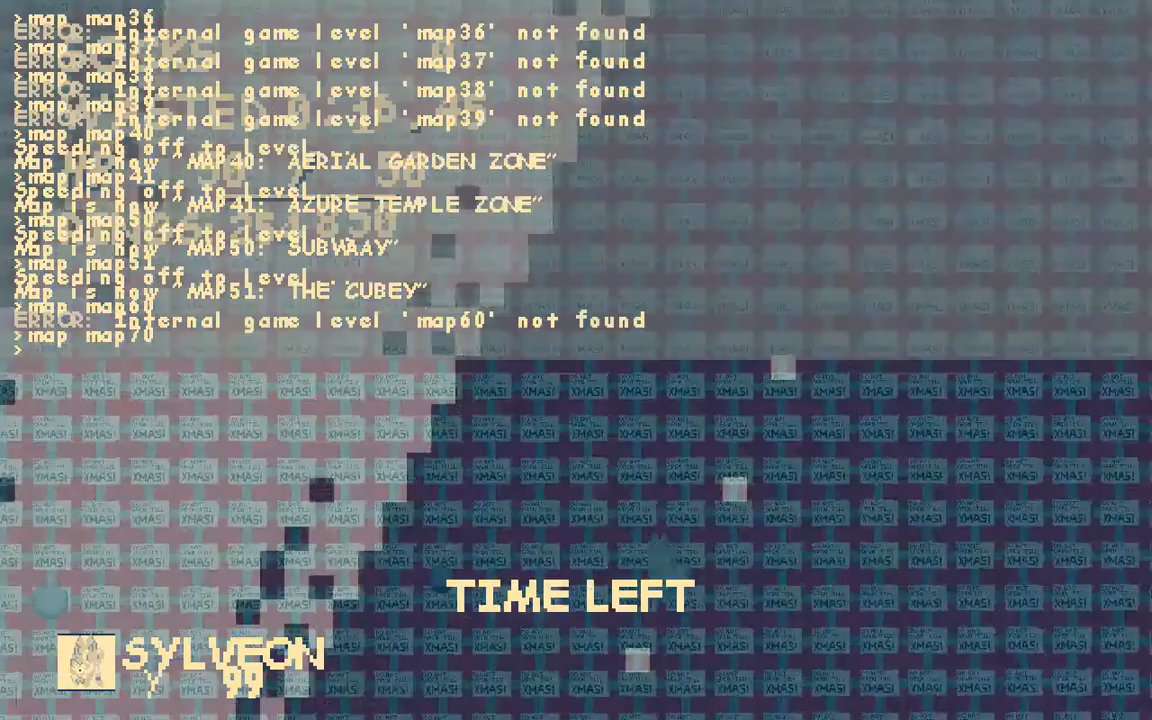 >map map36
ERROR: Internal game level 'map36' not found
>map map37
ERROR: Internal game level 'map37' not found
>map map38
ERROR: Internal game level 'map38' not found
>map map39
ERROR: Internal game level 'map39' not found
>map map40
Speeding off to level...
Map is now "MAP40: AERIAL GARDEN ZONE"
>map map41
Speeding off to level...
Map is now "MAP41: AZURE TEMPLE ZONE"
>map map50
Speeding off to level...
Map is now "MAP50: SUBWAAY"
>map map51
Speeding off to level...
Map is now "MAP51: THE CUBEY"
>map map60
ERROR: Internal game level 'map60' not found
>map map70
>
XMAS!
TIME LEFT
SYLVEON
99